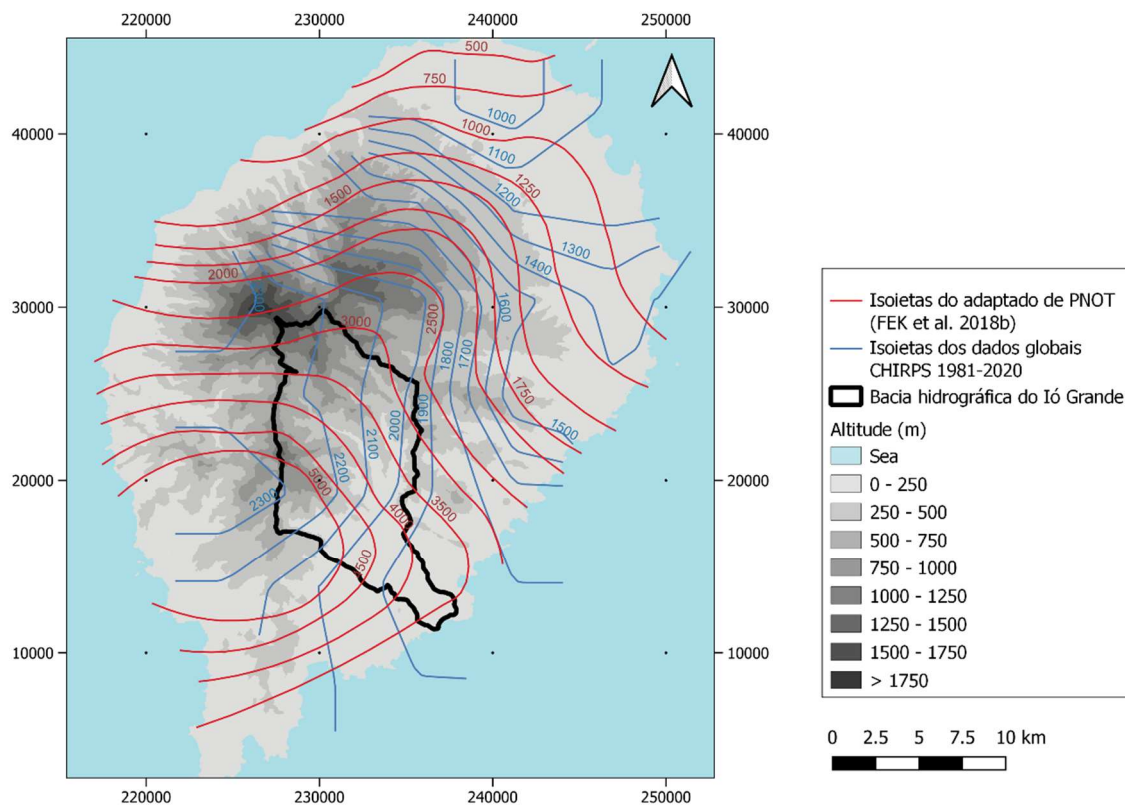 220000 230000 240000 250000
500
750
1000
1000
40000 40000
1100
1250
1200
1500
1300
1400
2000
30000 30000
3000
2500
1600
1800
1700
1750
1900
2000
2100
1500
2200
5000
2300
20000 20000
4000
3500
10000 10000
220000 230000 240000 250000
Isoietas do adaptado de PNOT
(FEK et al. 2018b)
Isoietas dos dados globais
CHIRPS 1981-2020
Bacia hidrográfica do Ió Grande
Altitude (m)
Sea
0 - 250
250 - 500
500 - 750
750 - 1000
1000 - 1250
1250 - 1500
1500 - 1750
> 1750
0 2.5 5 7.5 10 km